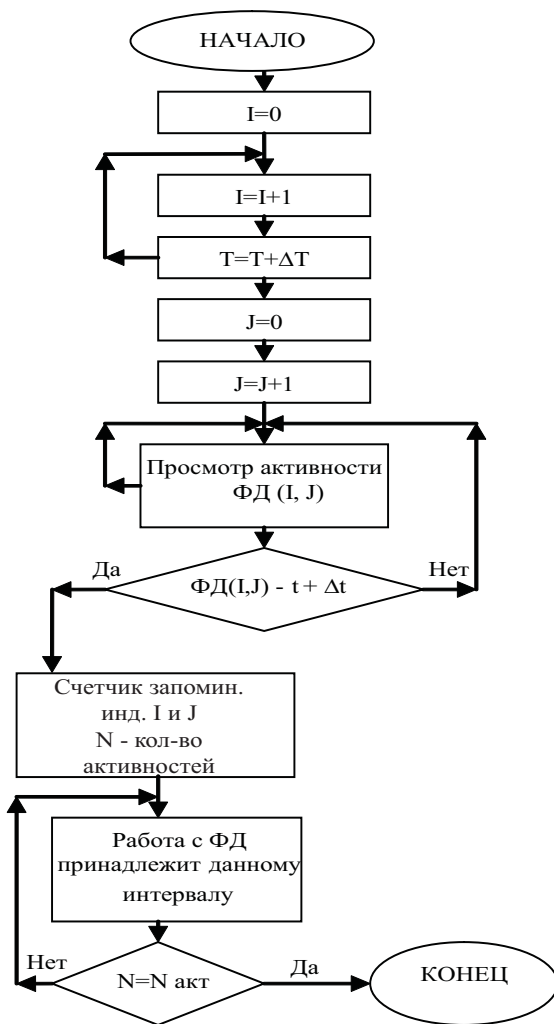 НАЧАЛО
I=0
I=I+1
T=T+ΔT
J=0
J=J+1
Просмотр активности
ФД (I, J)
Да
Нет
ФД(I,J) - t + Δt
Счетчик запомин.
инд. I и J
N - кол-во
активностей
Работа с ФД
принадлежит данному
интервалу
Нет
N=N акт
Да
КОНЕЦ